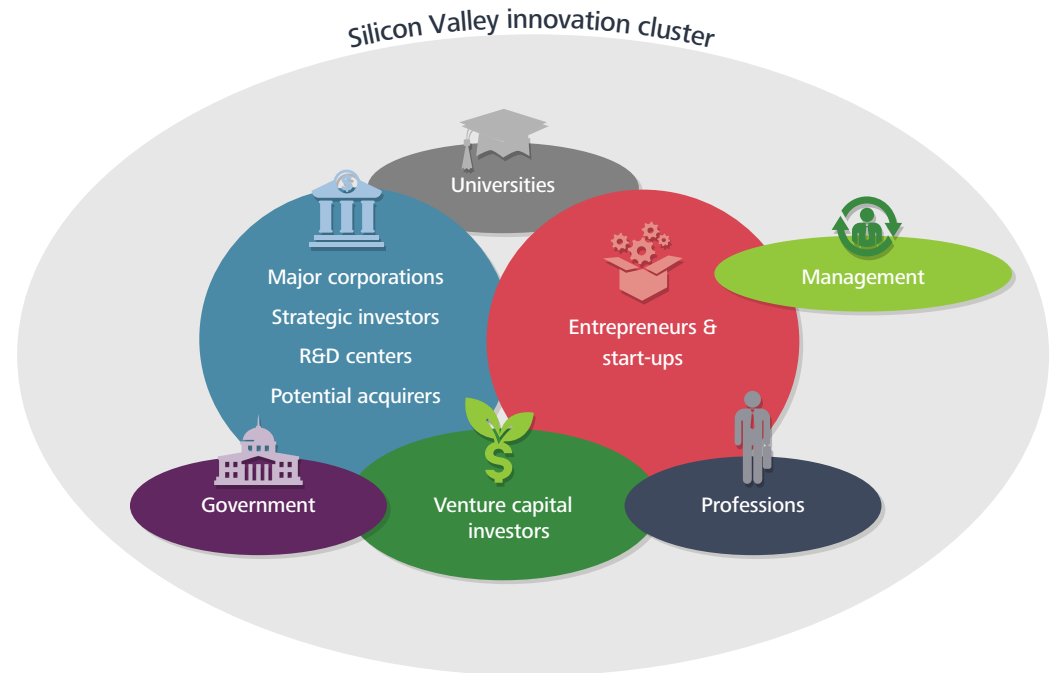 Silicon Valley innovation cluster
Universities
Major corporations
Strategic investors
R&D centers
Potential acquirers
Entrepreneurs &
start-ups
Management
Government
Venture capital
investors
Professions
$